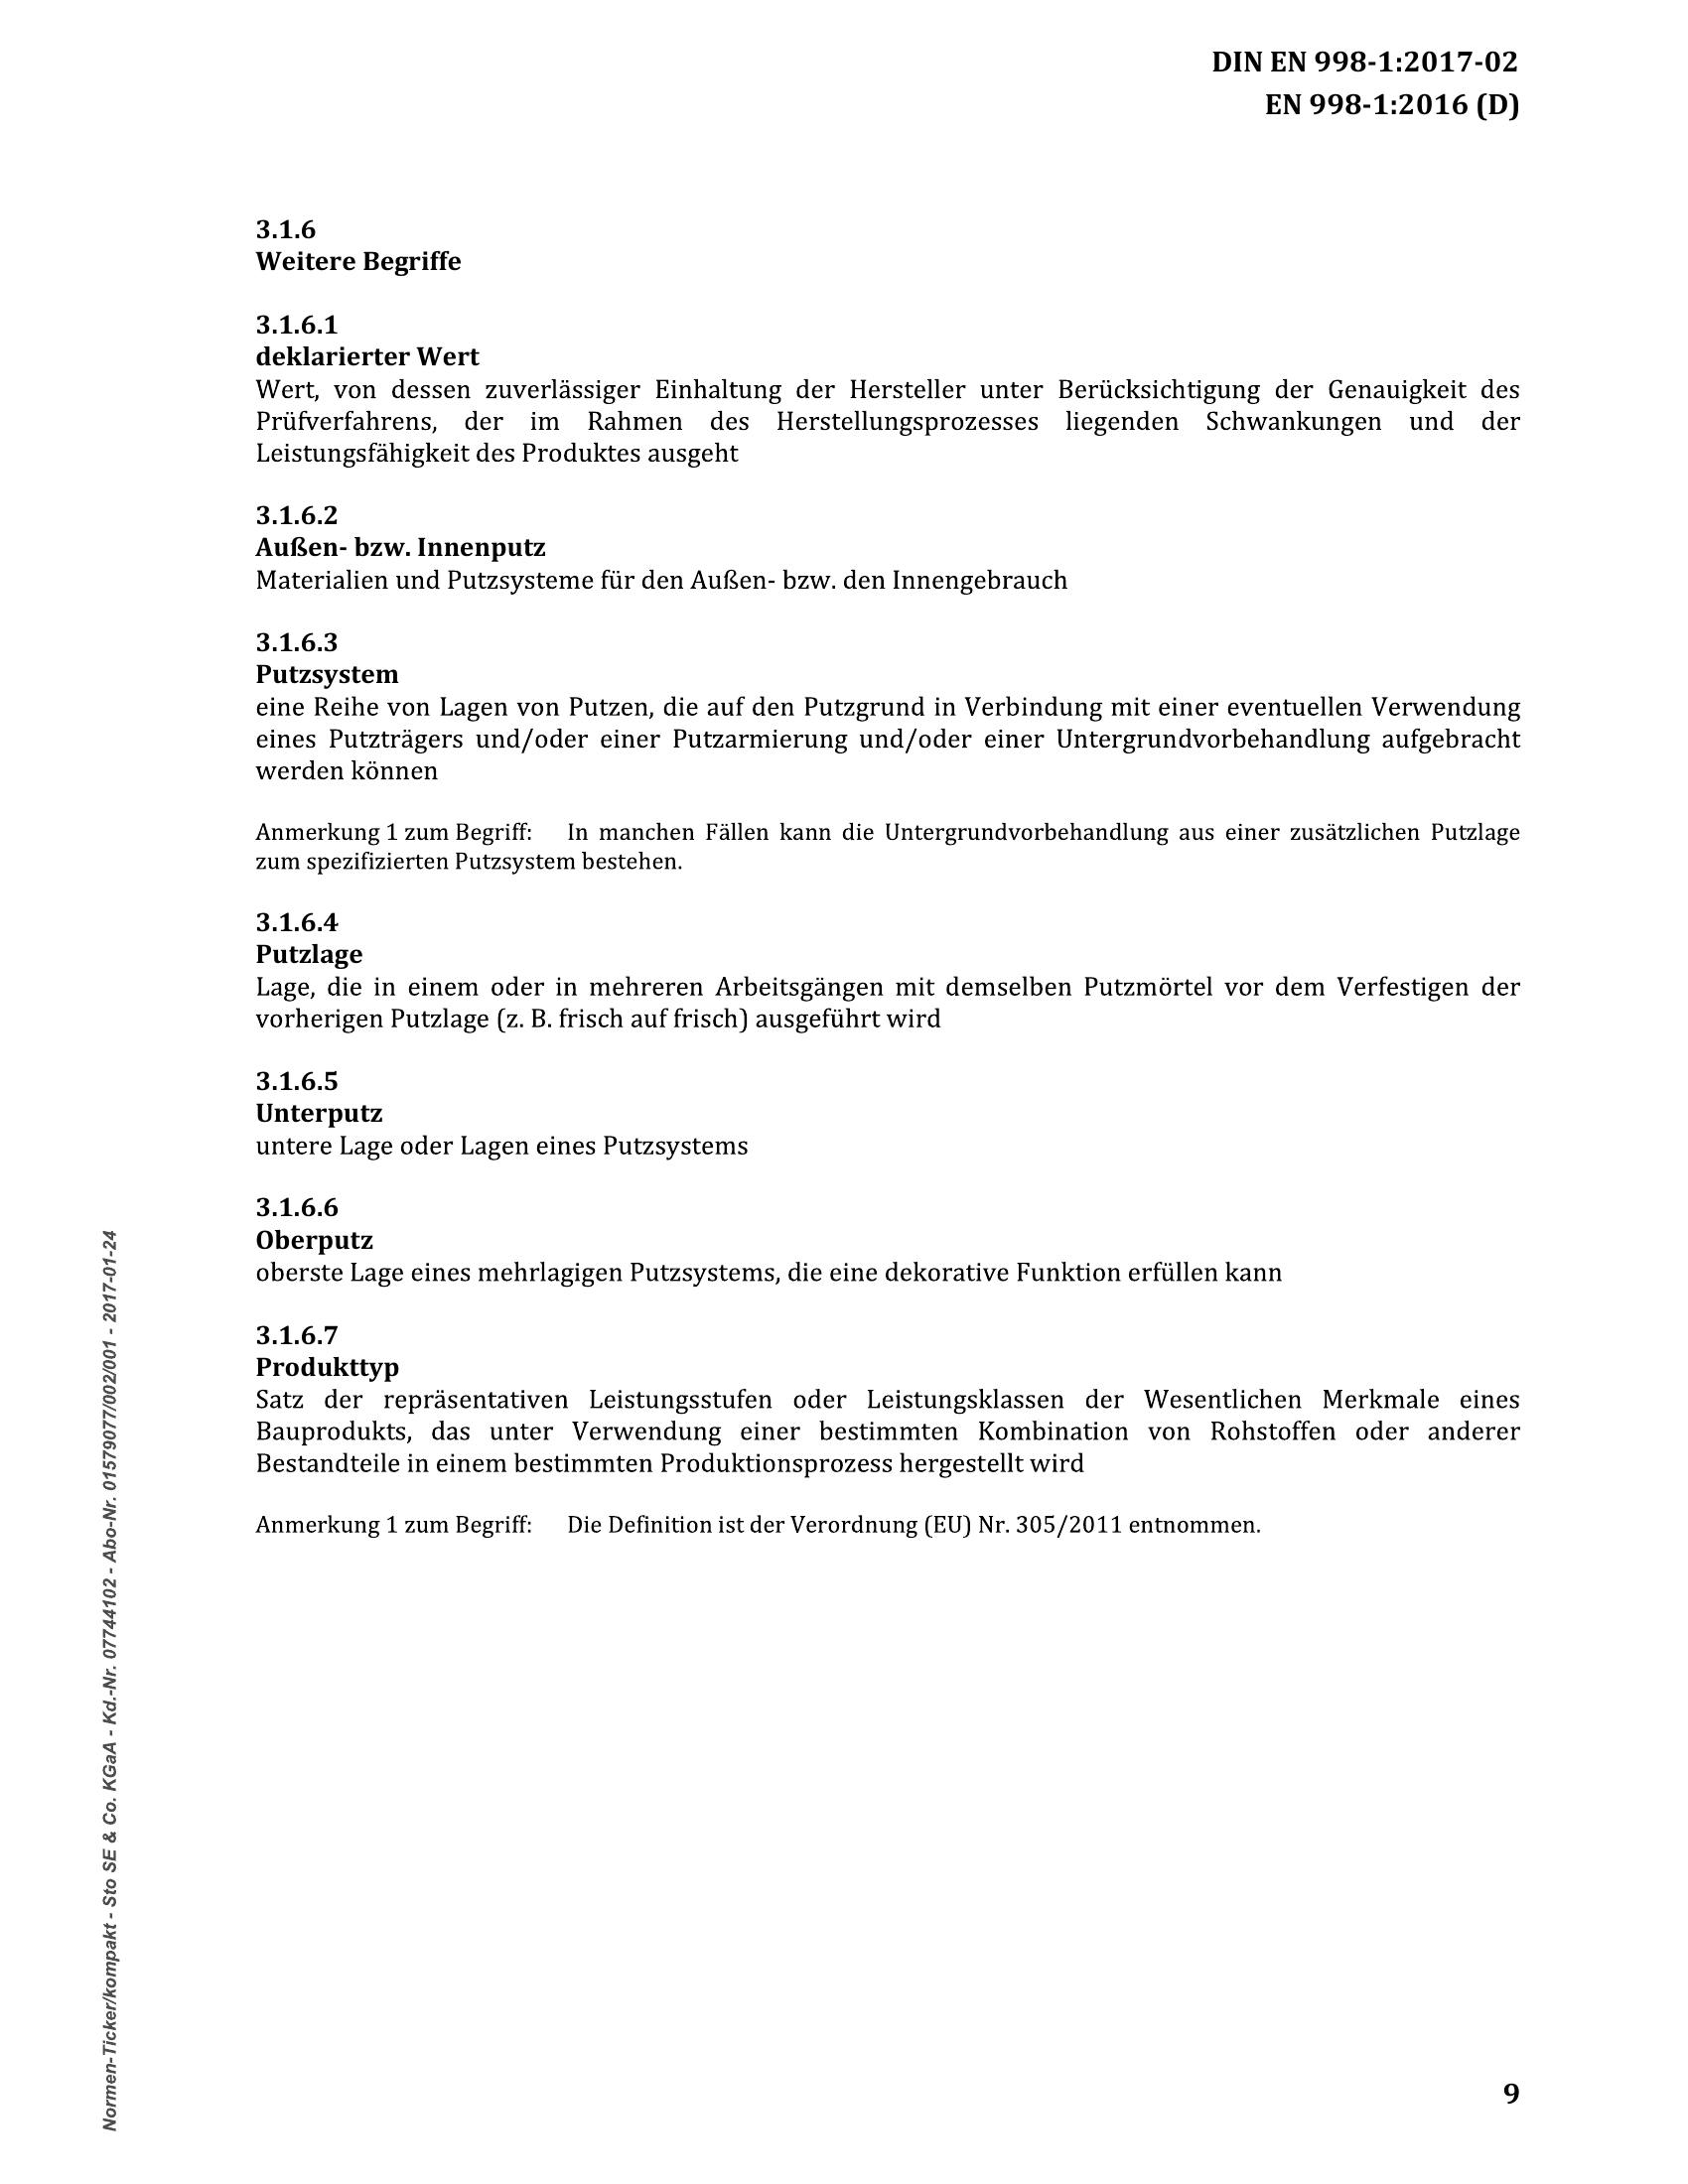 DIN EN 998-1:2017-02
EN 998-1:2016 (D)
3.1.6
Weitere Begriffe
3.1.6.1
deklarierter Wert
Wert, von dessen zuverlässiger Einhaltung der Hersteller unter Berücksichtigung der Genauigkeit des
Prüfverfahrens, der im Rahmen des Herstellungsprozesses liegenden Schwankungen und der
Leistungsfähigkeit des Produktes ausgeht
3.1.6.2
Außen- bzw. Innenputz
Materialien und Putzsysteme für den Außen- bzw. den Innengebrauch
3.1.6.3
Putzsystem
eine Reihe von Lagen von Putzen, die auf den Putzgrund in Verbindung mit einer eventuellen Verwendung
eines Putzträgers und/oder einer Putzarmierung und/oder einer Untergrundvorbehandlung aufgebracht
werden können
Anmerkung 1 zum Begriff: In manchen Fällen kann die Untergrundvorbehandlung aus einer zusätzlichen Putzlage
zum spezifizierten Putzsystem bestehen.
3.1.6.4
Putzlage
Lage, die in einem oder in mehreren Arbeitsgängen mit demselben Putzmörtel vor dem Verfestigen der
vorherigen Putzlage (z. B. frisch auf frisch) ausgeführt wird
3.1.6.5
Unterputz
untere Lage oder Lagen eines Putzsystems
3.1.6.6
Oberputz
oberste Lage eines mehrlagigen Putzsystems, die eine dekorative Funktion erfüllen kann
3.1.6.7
Produkttyp
Satz der repräsentativen Leistungsstufen oder Leistungsklassen der Wesentlichen Merkmale eines
Bauprodukts, das unter Verwendung einer bestimmten Kombination von Rohstoffen oder anderer
Bestandteile in einem bestimmten Produktionsprozess hergestellt wird
Anmerkung 1 zum Begriff: Die Definition ist der Verordnung (EU) Nr. 305/2011 entnommen.
Normen-Ticker/kompakt - Sto SE & Co. KGaA - Kd.-Nr. 07744102 - Abo-Nr. 01579077/002/001 - 2017-01-24
9